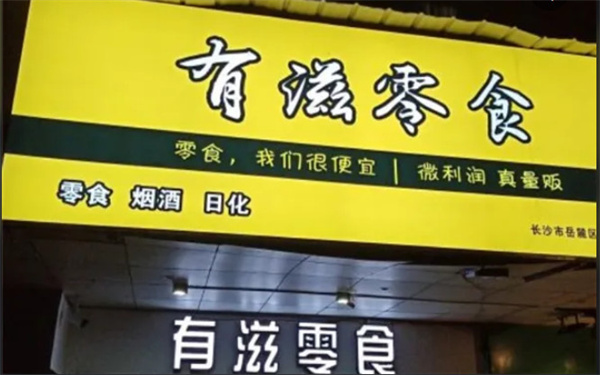 有滋零食
零食，我们很便宜 | 微利润 真量贩
零食 烟酒 日化
长沙市岳麓区
有滋零食